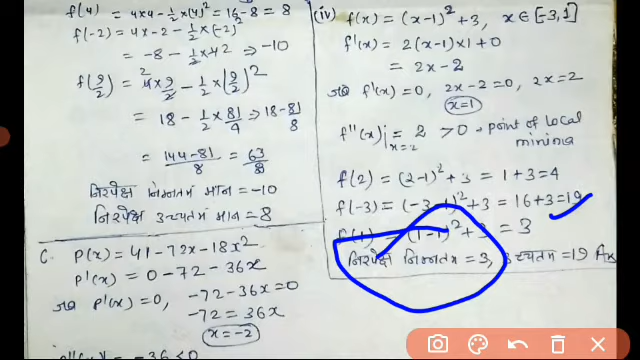 f(4) = 4×4 - 1/2 × (4)² = 16 - 8 = 8
f(-2) = 4×-2 - 1/2 × (-2)²
= -8 - 1/2 × 42 ⇒ -10
f(9/2) = 4×9/2 - 1/2 × (9/2)²
= 18 - 1/2 × 81/4 ⇒ 18 - 81/8
= 144-81/8 = 63/8
निरपेक्ष निम्नतम मान = -10
निरपेक्ष उच्चतम मान = 8
C. P(x) = 41 - 72x - 18x²
P'(x) = 0 - 72 - 36x
जब P'(x) = 0, -72 - 36x = 0
-72 = 36x
x = -2
(iv) f(x) = (x-1)² + 3, x ∈ [-3, 1]
f'(x) = 2(x-1)×1 + 0
= 2x - 2
जब f'(x) = 0, 2x - 2 = 0, 2x = 2
x = 1
f''(x)|x=2 = 2 > 0 → point of local
minima
f(2) = (2-1)² + 3 = 1 + 3 = 4
f(-3) = (-3-1)² + 3 = 16 + 3 = 19
f(1) = (1-1)² + 3 = 3
निरपेक्ष निम्नतम = 3, उच्चतम = 19 Ans